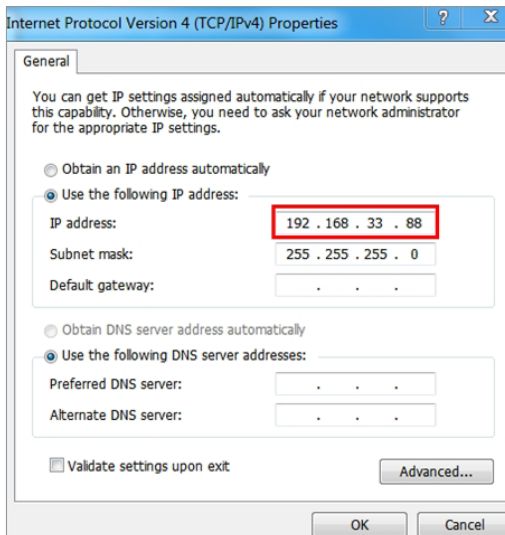 Internet Protocol Version 4 (TCP/IPv4) Properties
General
You can get IP settings assigned automatically if your network supports
this capability. Otherwise, you need to ask your network administrator
for the appropriate IP settings.
Obtain an IP address automatically
Use the following IP address:
IP address: 192 . 168 . 33 . 88
Subnet mask: 255 . 255 . 255 . 0
Default gateway: . . .
Obtain DNS server address automatically
Use the following DNS server addresses:
Preferred DNS server: . . .
Alternate DNS server: . . .
Validate settings upon exit
Advanced...
OK Cancel